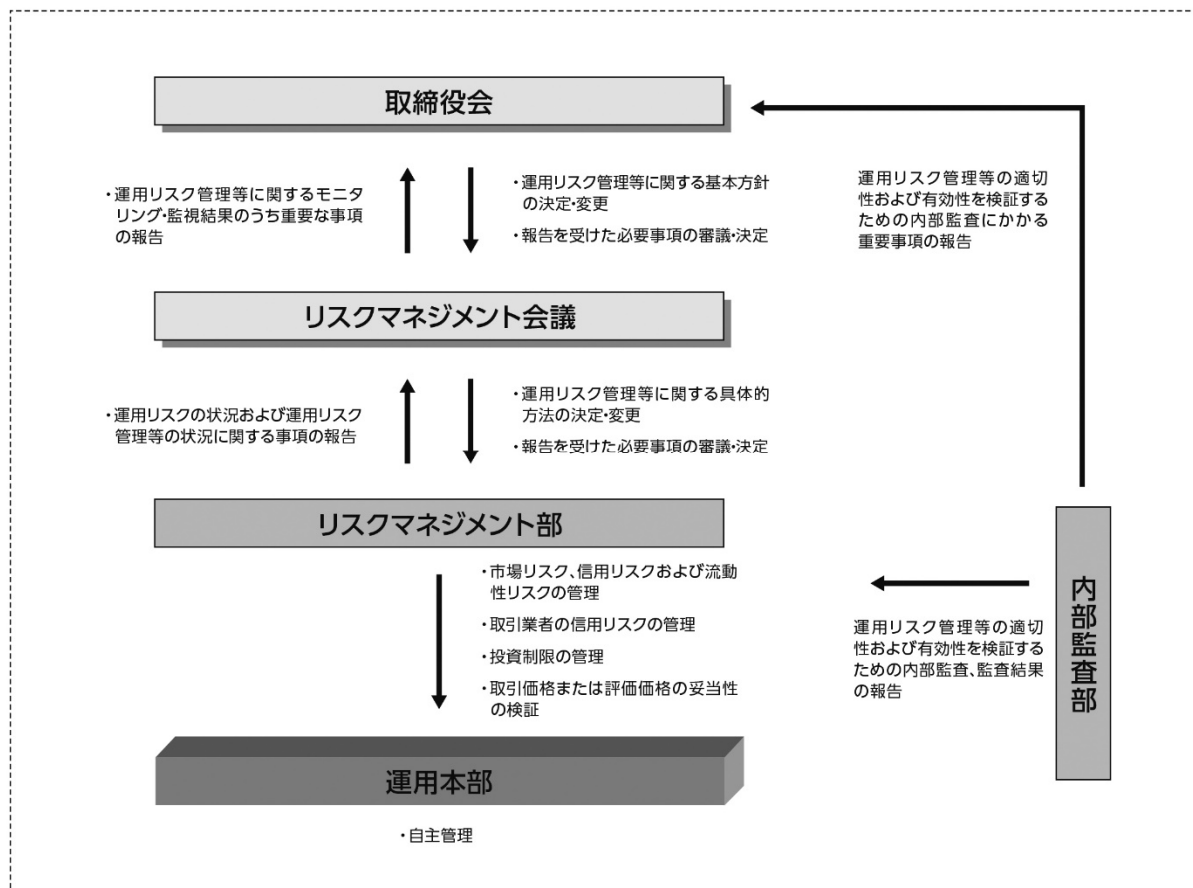 取締役会
・運用リスク管理等に関するモニタ
リング・監視結果のうち重要な事項
の報告
・運用リスク管理等に関する基本方針
の決定・変更
・報告を受けた必要事項の審議・決定
運用リスク管理等の適切
性および有効性を検証する
ための内部監査にかかる
重要事項の報告
リスクマネジメント会議
・運用リスクの状況および運用リスク
管理等の状況に関する事項の報告
・運用リスク管理等に関する具体的
方法の決定・変更
・報告を受けた必要事項の審議・決定
リスクマネジメント部
・市場リスク、信用リスクおよび流動
性リスクの管理
・取引業者の信用リスクの管理
・投資制限の管理
・取引価格または評価価格の妥当性
の検証
運用リスク管理等の適切
性および有効性を検証する
ための内部監査、監査結果
の報告
内部監査部
運用本部
・自主管理